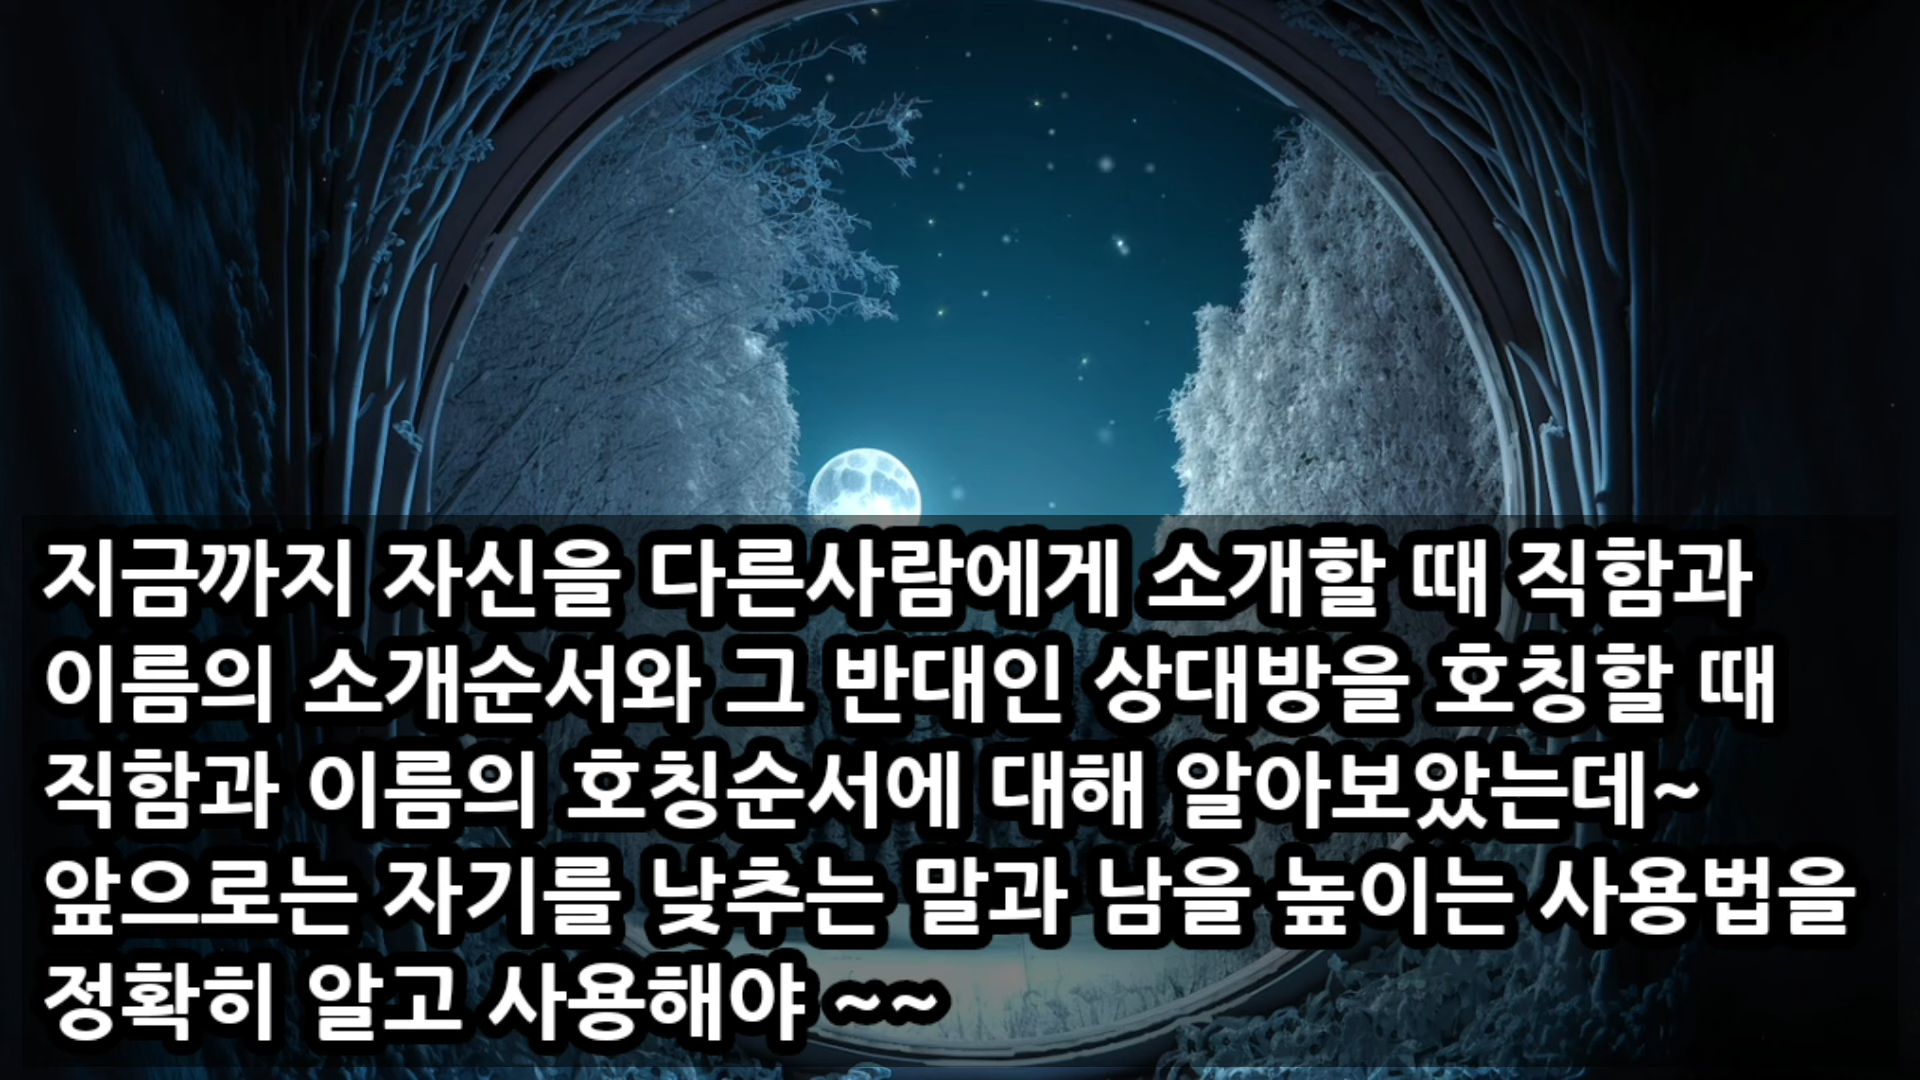 지금까지 자신을 다른사람에게 소개할 때 직함과
이름의 소개순서와 그 반대인 상대방을 호칭할 때
직함과 이름의 호칭순서에 대해 알아보았는데~
앞으로는 자기를 낮추는 말과 남을 높이는 사용법을
정확히 알고 사용해야 ~~